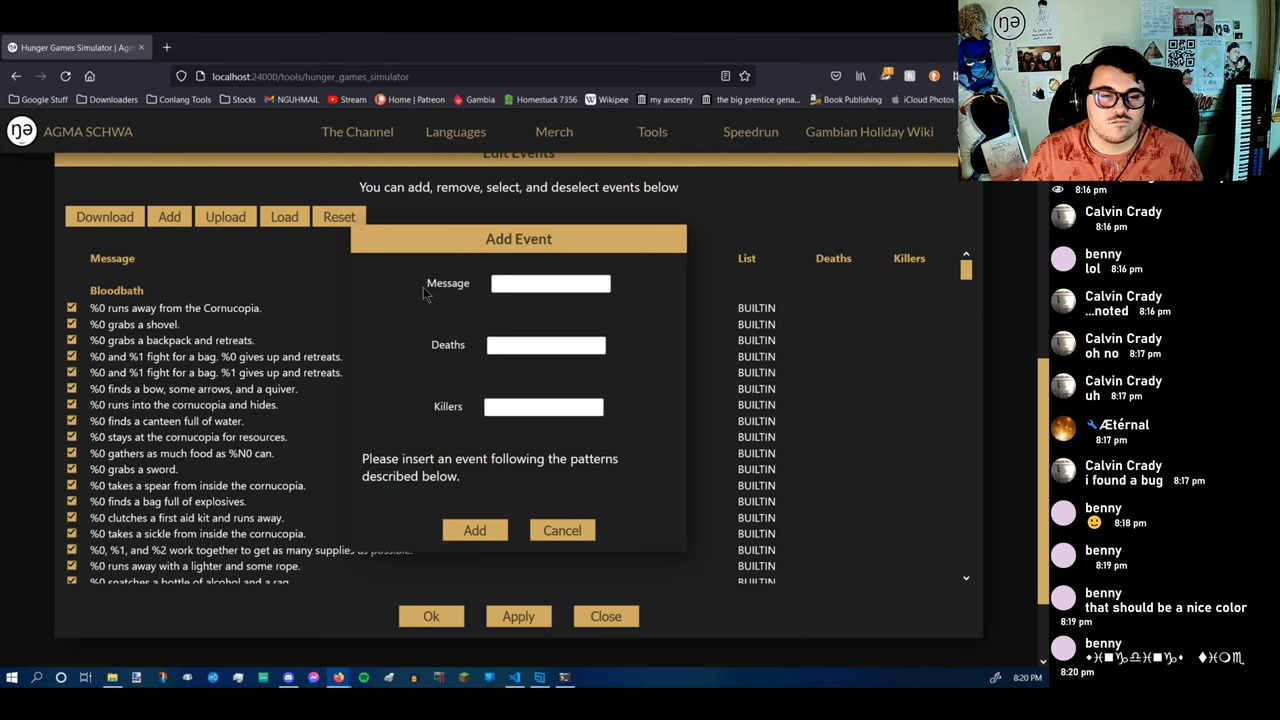 Hunger Games Simulator | Agm
localhost:24000/tools/hunger_games_simulator
Google Stuff Downloaders Conlang Tools Stocks NGUHMAIL Stream Home | Patreon Gambia Homestuck 7356 Wikipee my ancestry the big prentice gena... Book Publishing iCloud Photos
ŋə AGMA SCHWA The Channel Languages Merch Tools Speedrun Gambian Holiday Wiki
Edit Events
You can add, remove, select, and deselect events below
Download Add Upload Load Reset
Message List Deaths Killers
Bloodbath
%0 runs away from the Cornucopia. BUILTIN
%0 grabs a shovel. BUILTIN
%0 grabs a backpack and retreats. BUILTIN
%0 and %1 fight for a bag. %0 gives up and retreats. BUILTIN
%0 and %1 fight for a bag. %1 gives up and retreats. BUILTIN
%0 finds a bow, some arrows, and a quiver. BUILTIN
%0 runs into the cornucopia and hides. BUILTIN
%0 finds a canteen full of water. BUILTIN
%0 stays at the cornucopia for resources. BUILTIN
%0 gathers as much food as %N0 can. BUILTIN
%0 grabs a sword. BUILTIN
%0 takes a spear from inside the cornucopia. BUILTIN
%0 finds a bag full of explosives. BUILTIN
%0 clutches a first aid kit and runs away. BUILTIN
%0 takes a sickle from inside the cornucopia. BUILTIN
%0, %1, and %2 work together to get as many supplies as possible. BUILTIN
%0 runs away with a lighter and some rope. BUILTIN
%0 snatches a bottle of alcohol and a rag. BUILTIN
Add Event
Message
Deaths
Killers
Please insert an event following the patterns
described below.
Add Cancel
Ok Apply Close
8:20 PM
ŋə
8:16 pm
Calvin Crady
8:16 pm
benny
lol 8:16 pm
Calvin Crady
...noted 8:16 pm
Calvin Crady
oh no 8:17 pm
Calvin Crady
uh 8:17 pm
Ætérnal
8:17 pm
Calvin Crady
i found a bug 8:17 pm
benny
🙂 8:18 pm
benny
8:19 pm
benny
that should be a nice color
8:19 pm
benny
8:20 pm